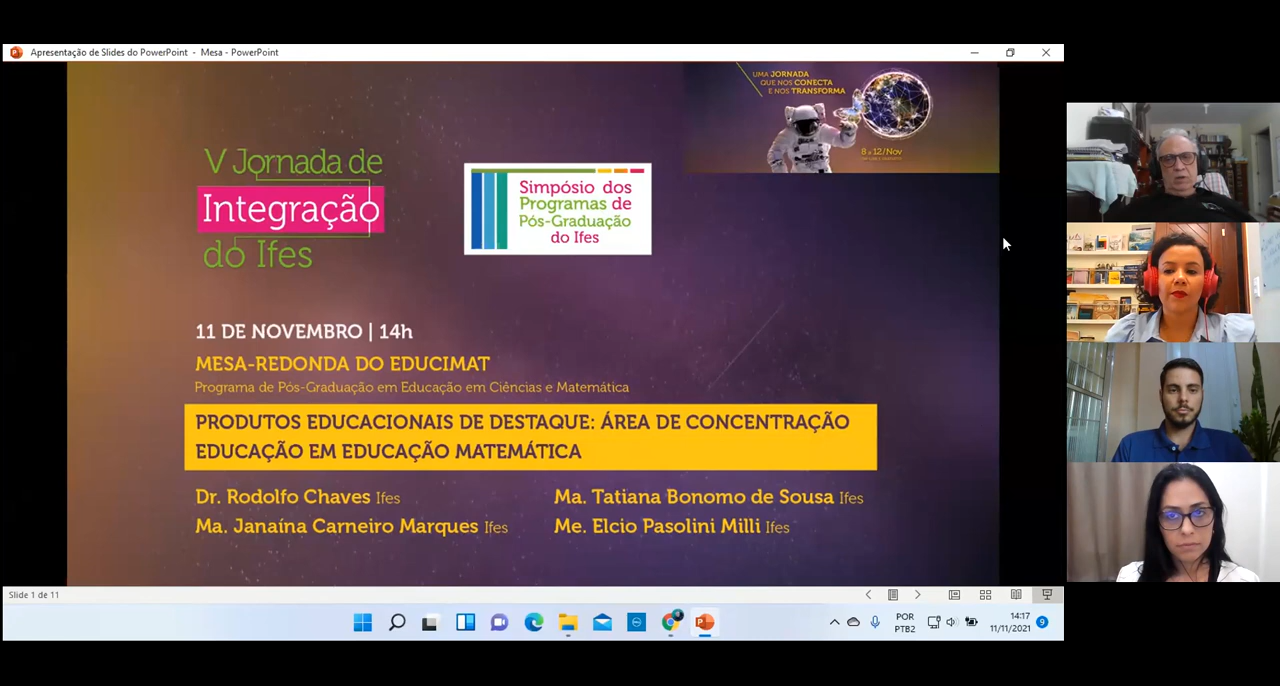 Apresentação de Slides do PowerPoint - Mesa - PowerPoint
UMA JORNADA
QUE NOS CONECTA
E NOS TRANSFORMA
8 a 12/Nov
V Jornada de
Integração
do Ifes
Simpósio dos
Programas de
Pós-Graduação
do Ifes
11 DE NOVEMBRO | 14h
MESA-REDONDA DO EDUCIMAT
Programa de Pós-Graduação em Educação em Ciências e Matemática
PRODUTOS EDUCACIONAIS DE DESTAQUE: ÁREA DE CONCENTRAÇÃO
EDUCAÇÃO EM EDUCAÇÃO MATEMÁTICA
Dr. Rodolfo Chaves Ifes
Ma. Tatiana Bonomo de Sousa Ifes
Ma. Janaína Carneiro Marques Ifes
Me. Elcio Pasolini Milli Ifes
Slide 1 de 11
POR
PTB2
14:17
11/11/2021
9